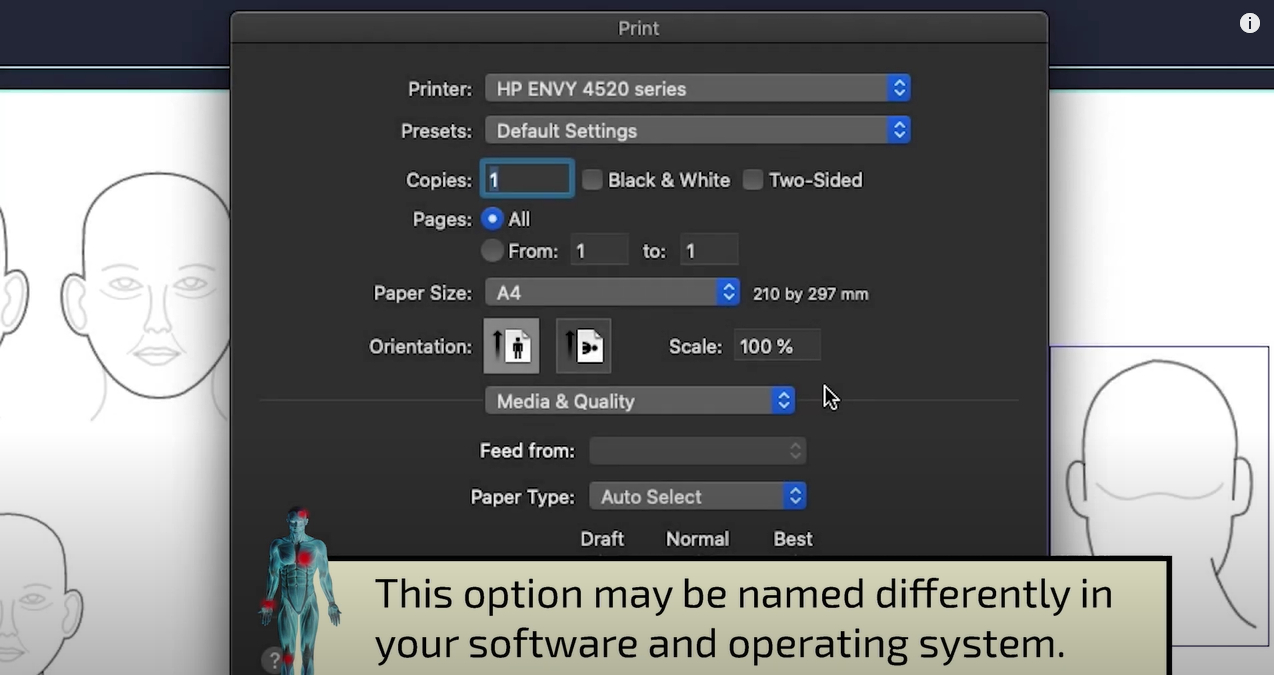 Print
Printer: HP ENVY 4520 series
Presets: Default Settings
Copies: 1 Black & White Two-Sided
Pages: All
From: 1 to: 1
Paper Size: A4 210 by 297 mm
Orientation: Scale: 100 %
Media & Quality
Feed from:
Paper Type: Auto Select
Draft Normal Best
This option may be named differently in
your software and operating system.
?